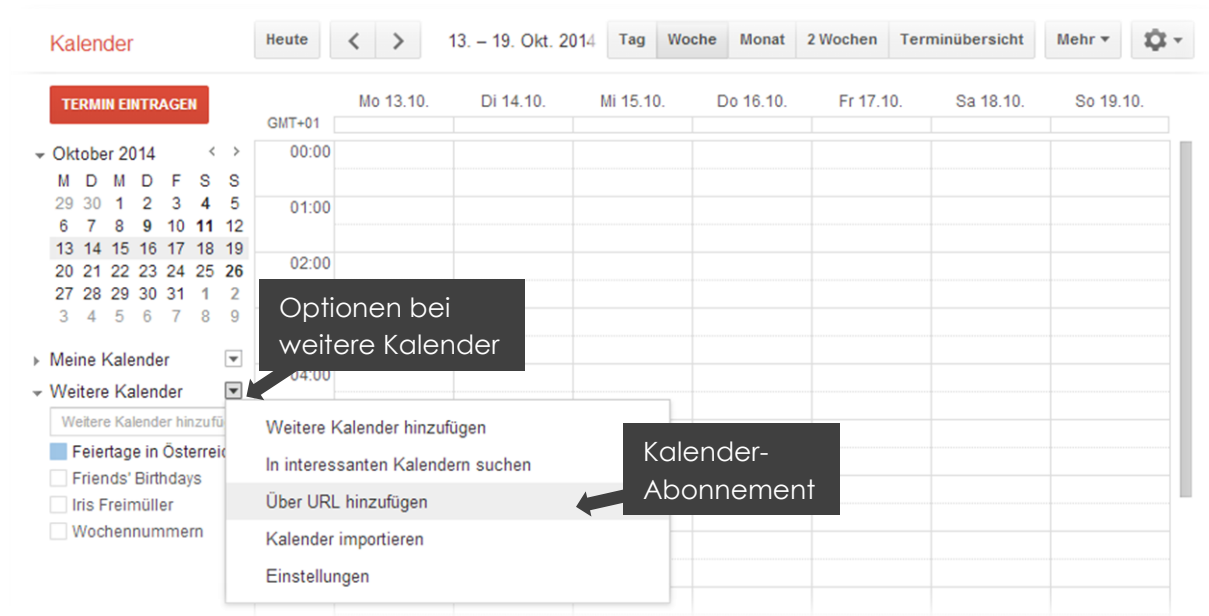 Kalender
Heute
13. – 19. Okt. 2014
Tag Woche Monat 2 Wochen Terminübersicht
Mehr
TERMIN EINTRAGEN
Mo 13.10. Di 14.10. Mi 15.10. Do 16.10. Fr 17.10. Sa 18.10. So 19.10.
GMT+01
Oktober 2014
M D M D F S S
29 30 1 2 3 4 5
6 7 8 9 10 11 12
13 14 15 16 17 18 19
20 21 22 23 24 25 26
27 28 29 30 31 1 2
3 4 5 6 7 8 9
00:00
01:00
02:00
04:00
Optionen bei
weitere Kalender
Meine Kalender
Weitere Kalender
Weitere Kalender hinzufü
Feiertage in Österreic
Friends' Birthdays
Iris Freimüller
Wochennummern
Weitere Kalender hinzufügen
In interessanten Kalendern suchen
Über URL hinzufügen
Kalender importieren
Einstellungen
Kalender-
Abonnement